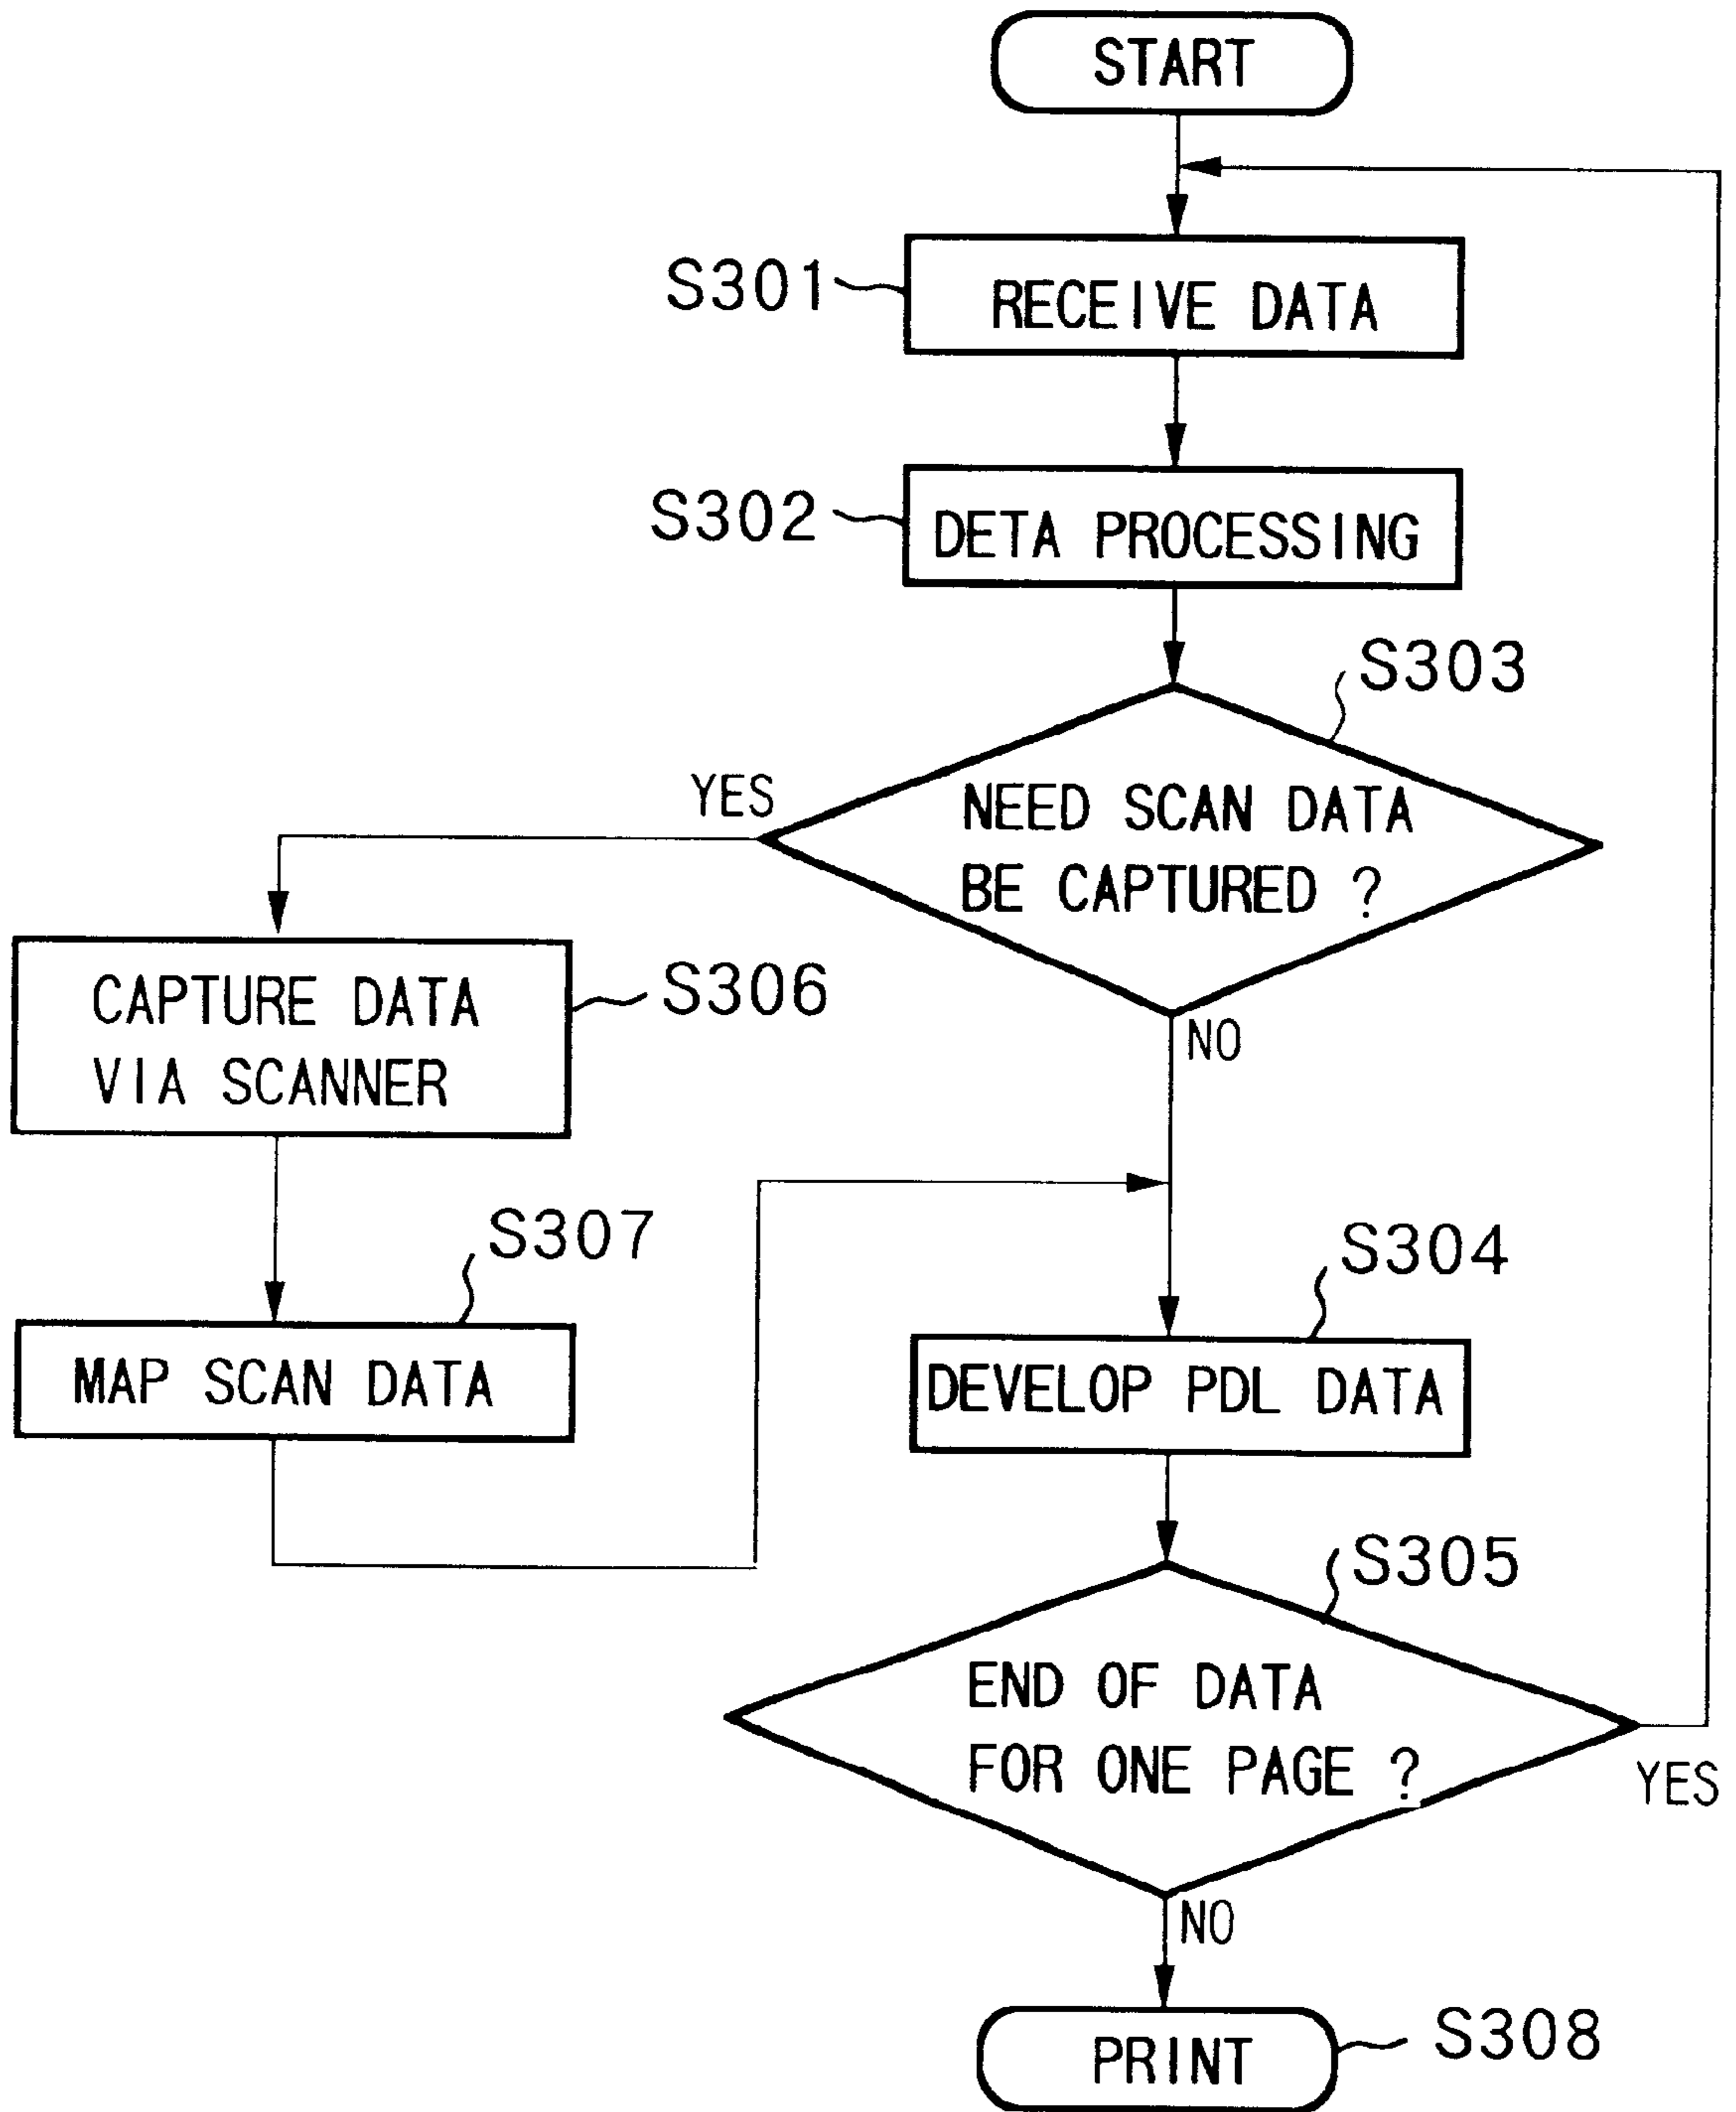 START
S301
RECEIVE DATA
S302
DETA PROCESSING
S303
YES
NEED SCAN DATA
BE CAPTURED ?
NO
CAPTURE DATA
VIA SCANNER
S306
S307
MAP SCAN DATA
S304
DEVELOP PDL DATA
S305
END OF DATA
FOR ONE PAGE ?
YES
NO
PRINT
S308